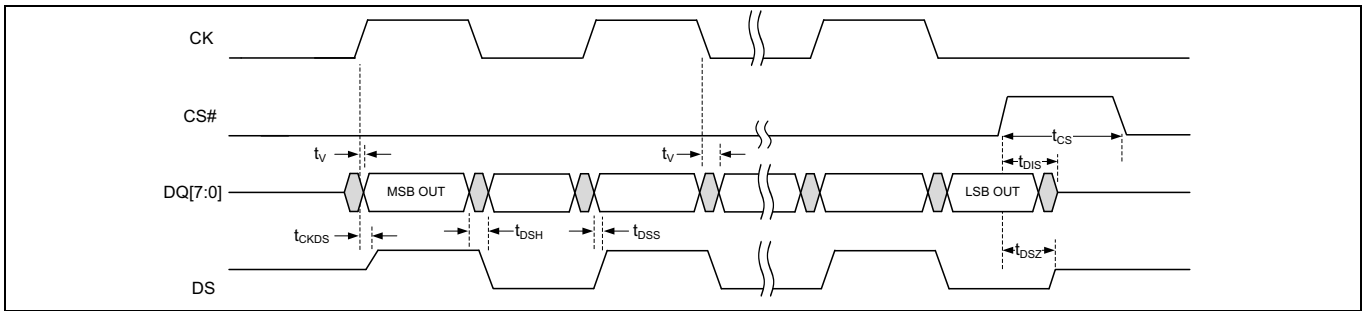 CK
CS#
tCS
tV
tV
tDIS
DQ[7:0]
MSB OUT
LSB OUT
tCKDS
tDSH
tDSS
tDSZ
DS